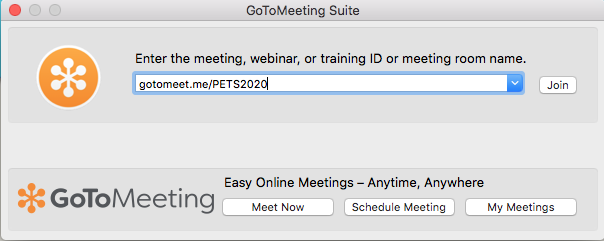 GoToMeeting Suite
Enter the meeting, webinar, or training ID or meeting room name.
gotomeet.me/PETS2020
Join
GoToMeeting
Easy Online Meetings – Anytime, Anywhere
Meet Now
Schedule Meeting
My Meetings